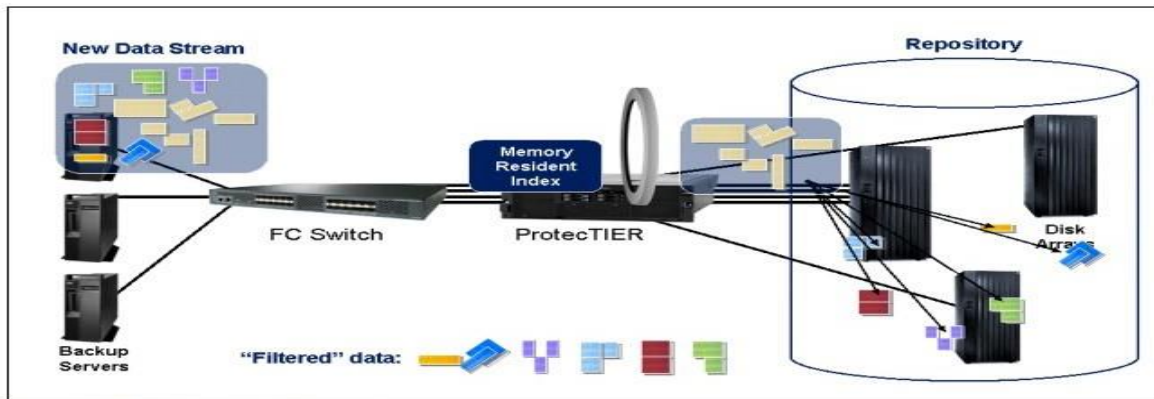 New Data Stream
Repository
Memory
Resident
Index
FC Switch
ProtecTIER
Disk
Arrays
Backup
Servers
“Filtered” data: